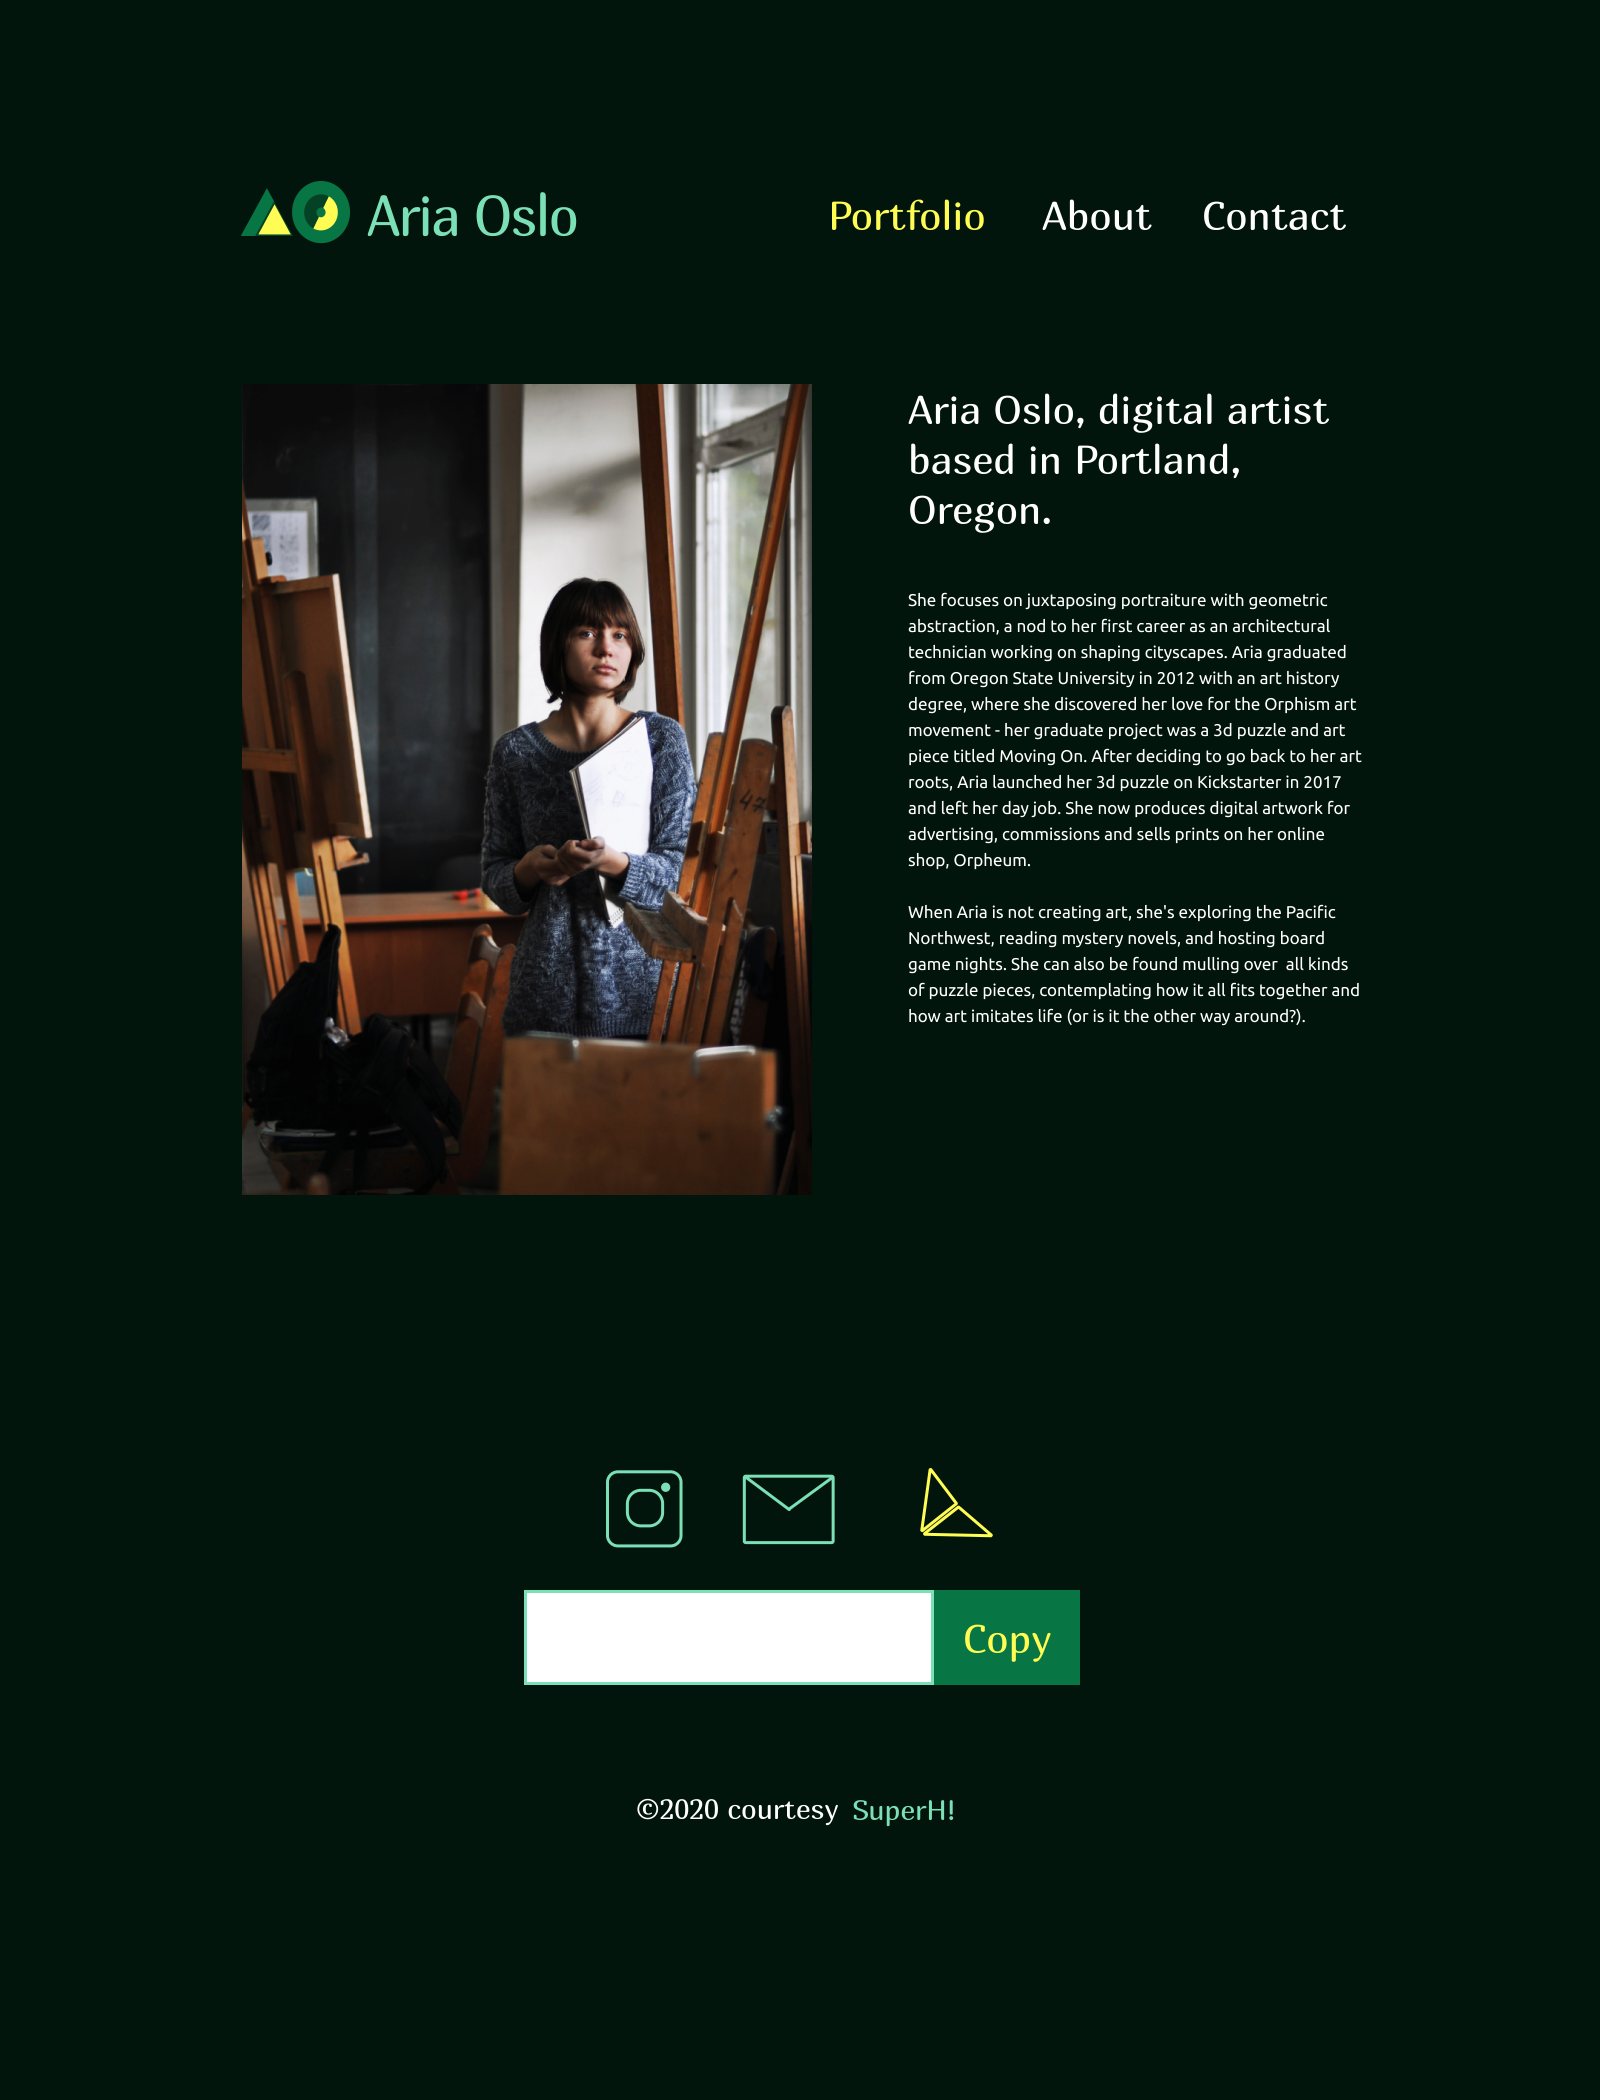 Aria Oslo
Portfolio About Contact
Aria Oslo, digital artist
based in Portland,
Oregon.
She focuses on juxtaposing portraiture with geometric
abstraction, a nod to her first career as an architectural
technician working on shaping cityscapes. Aria graduated
from Oregon State University in 2012 with an art history
degree, where she discovered her love for the Orphism art
movement - her graduate project was a 3d puzzle and art
piece titled Moving On. After deciding to go back to her art
roots, Aria launched her 3d puzzle on Kickstarter in 2017
and left her day job. She now produces digital artwork for
advertising, commissions and sells prints on her online
shop, Orpheum.
When Aria is not creating art, she's exploring the Pacific
Northwest, reading mystery novels, and hosting board
game nights. She can also be found mulling over  all kinds
of puzzle pieces, contemplating how it all fits together and
how art imitates life (or is it the other way around?).
47
Copy
©2020 courtesy SuperH!